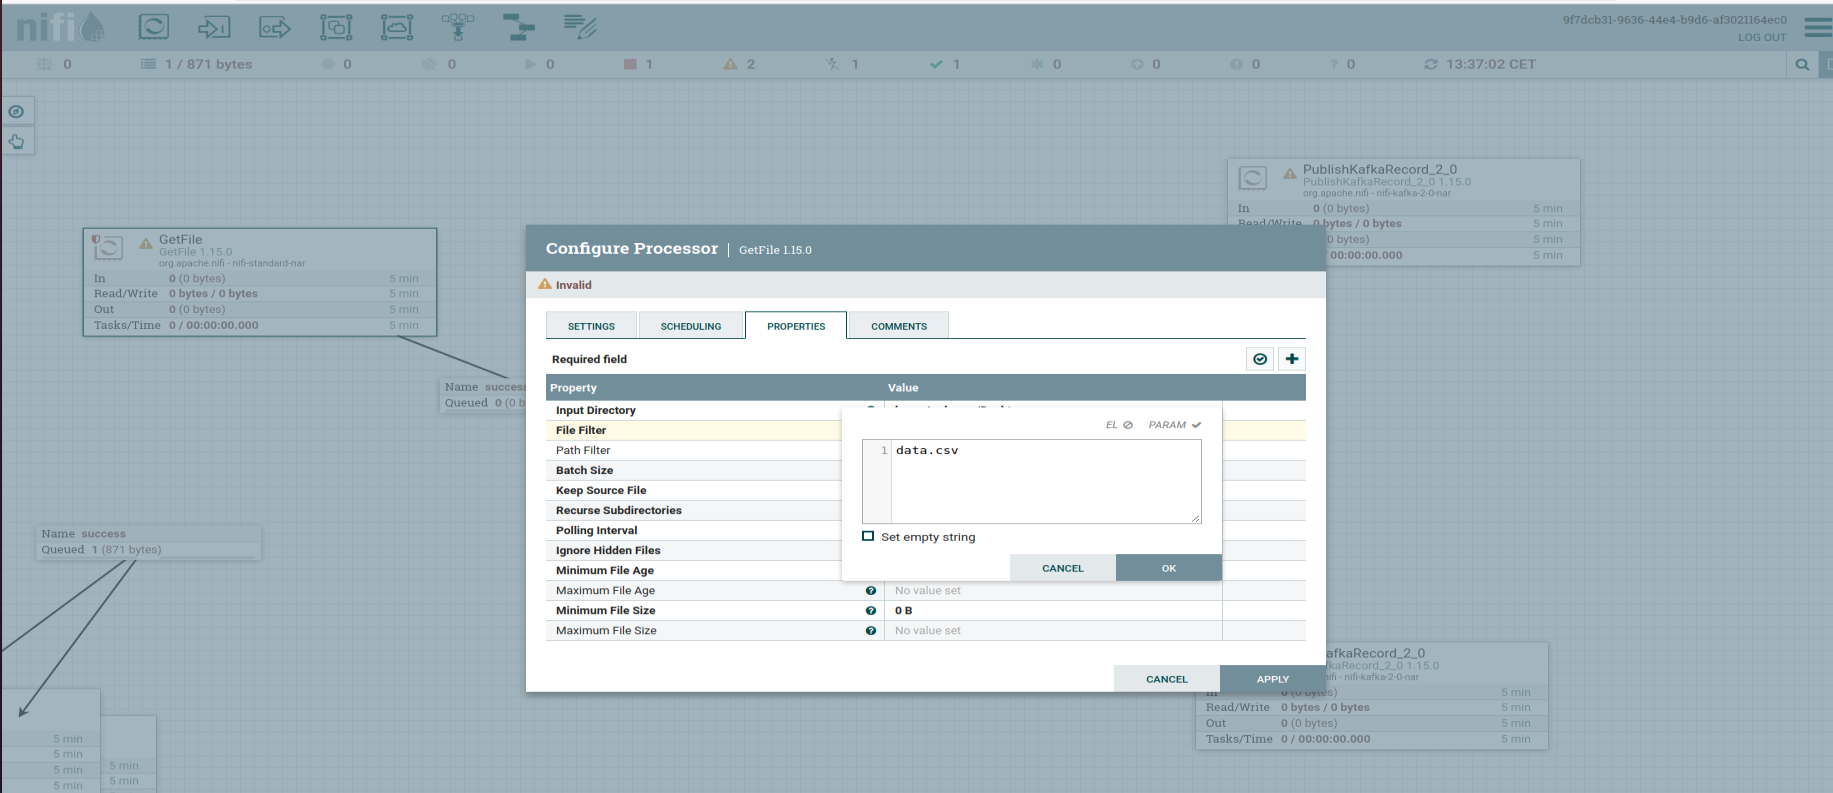 nifi
9f7dcb31-9636-44e4-b9d6-af3021164ec0
LOG OUT
0 1 / 871 bytes 0 0 0 1 2 1 1 0 0 0 0 13:37:02 CET
PublishKafkaRecord_2_0
PublishKafkaRecord_2_0 1.15.0
org.apache.nifi - nifi-kafka-2-0-nar
In 0 (0 bytes) 5 min
Read/Write 0 bytes / 0 bytes 5 min
0 bytes) 5 min
00:00:00.000 5 min
GetFile
GetFile 1.15.0
org.apache.nifi - nifi-standard-nar
In 0 (0 bytes) 5 min
Read/Write 0 bytes / 0 bytes 5 min
Out 0 (0 bytes) 5 min
Tasks/Time 0 / 00:00:00.000 5 min
Name success
Queued 0 (0 b
Configure Processor | GetFile 1.15.0
Invalid
SETTINGS SCHEDULING PROPERTIES COMMENTS
Required field
Property Value
Input Directory
File Filter
Path Filter
Batch Size
Keep Source File
Recurse Subdirectories
Polling Interval
Ignore Hidden Files
Minimum File Age
Maximum File Age No value set
Minimum File Size 0 B
Maximum File Size No value set
EL PARAM
1 data.csv
Set empty string
CANCEL OK
CANCEL APPLY
Name success
Queued 1 (871 bytes)
5 min
5 min
5 min
5 min
5 min
5 min
afkaRecord_2_0
kaRecord_2_0 1.15.0
nifi - nifi-kafka-2-0-nar
In 0 (0 bytes) 5 min
Read/Write 0 bytes / 0 bytes 5 min
Out 0 (0 bytes) 5 min
Tasks/Time 0 / 00:00:00.000 5 min